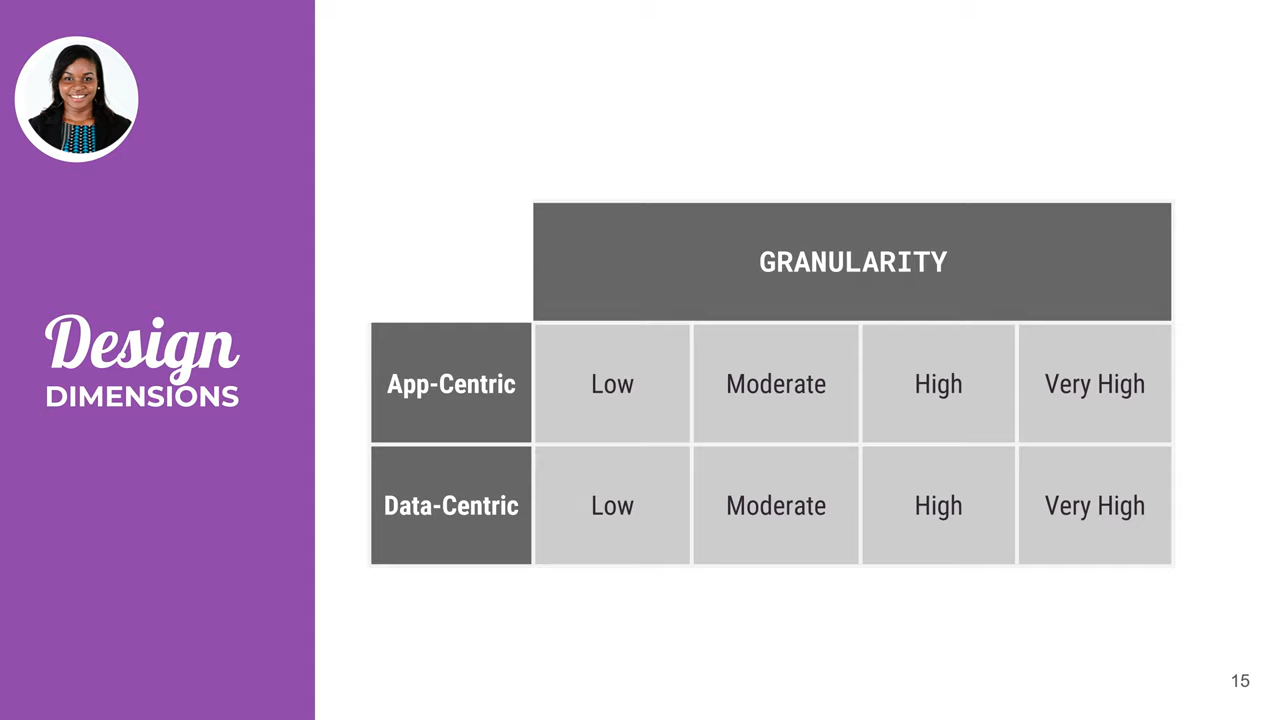 Design
DIMENSIONS
GRANULARITY
App-Centric Low Moderate High Very High
Data-Centric Low Moderate High Very High
15